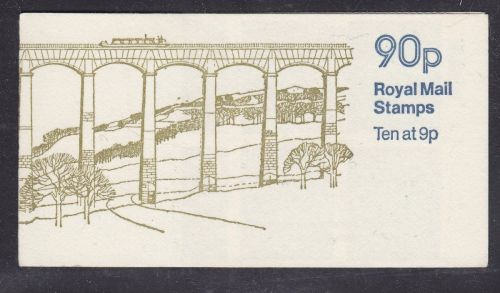 90p
Royal Mail
Stamps
Ten at 9p